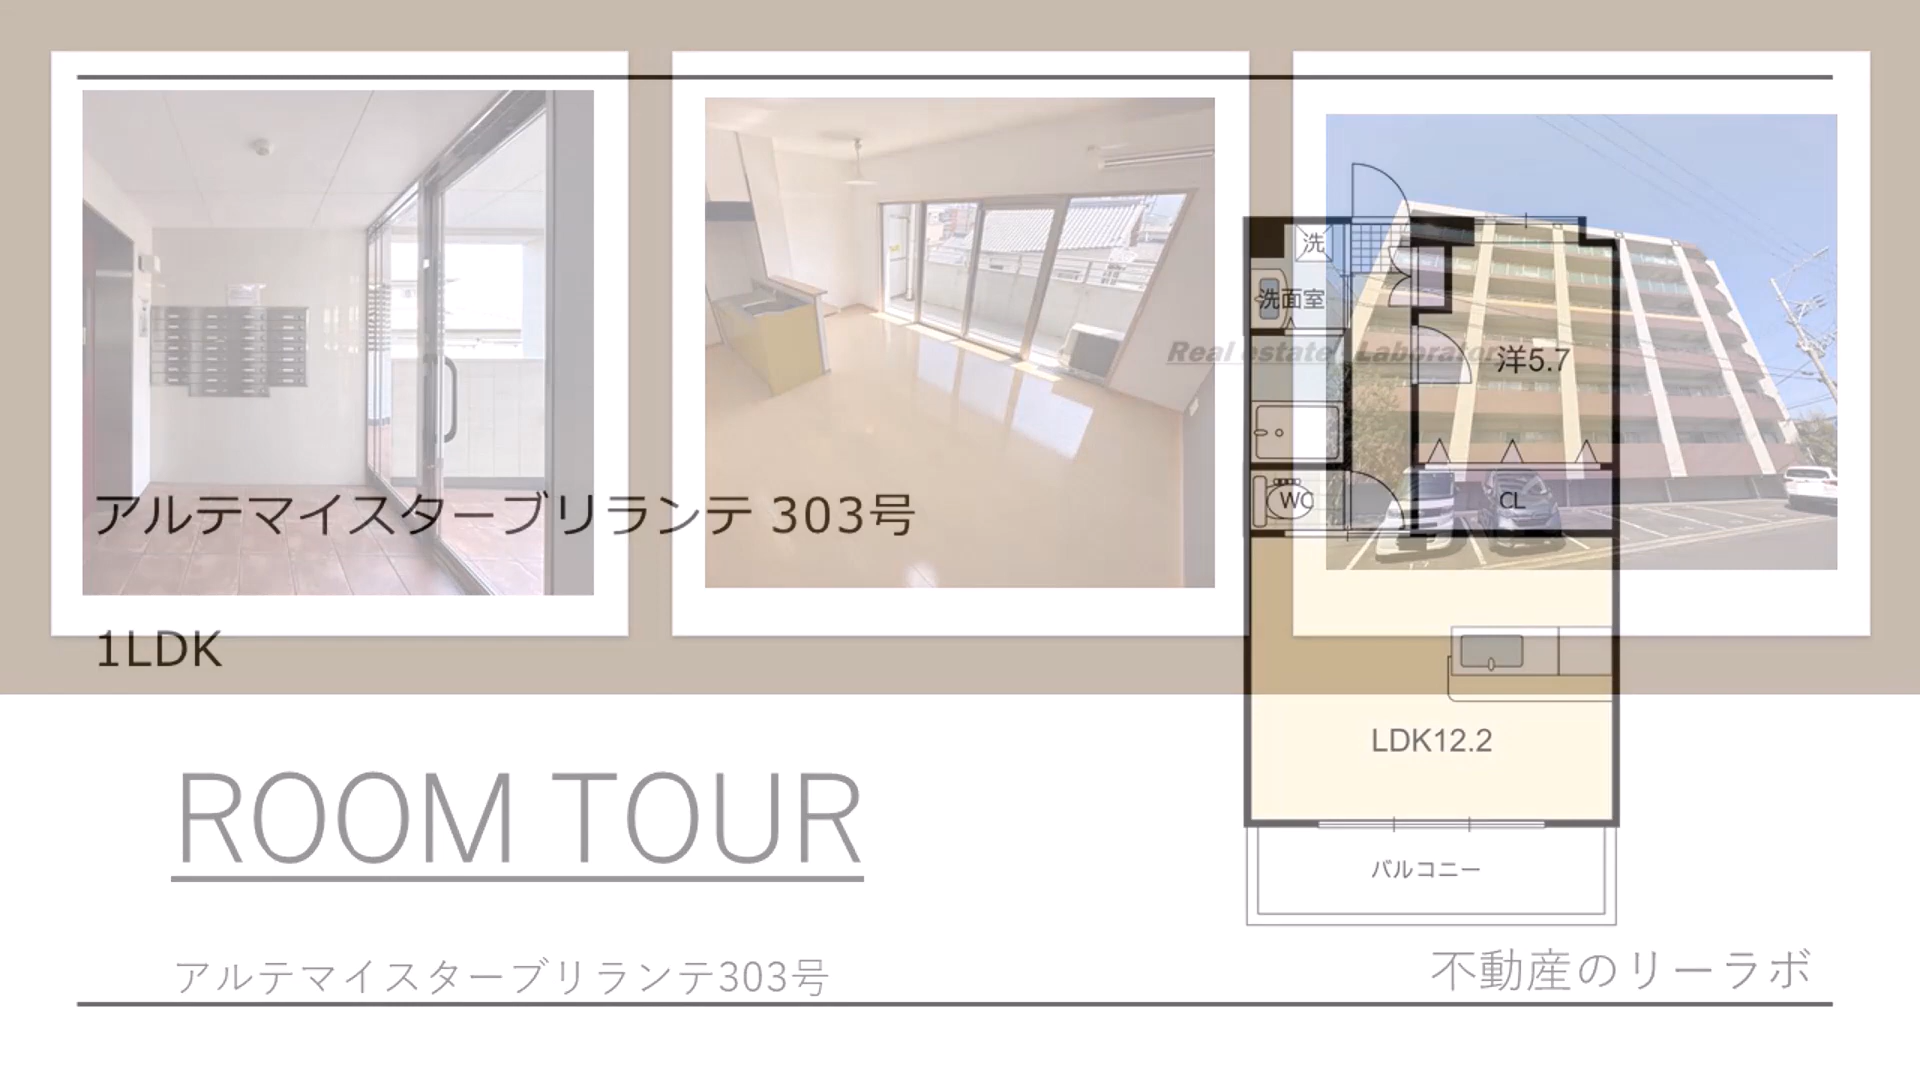 洗
洗面室
Real estate Laborator
洋5.7
WC
CL
アルテマイスターブリランテ 303号
1LDK
LDK12.2
ROOM TOUR
バルコニー
アルテマイスターブリランテ303号
不動産のリーラボ